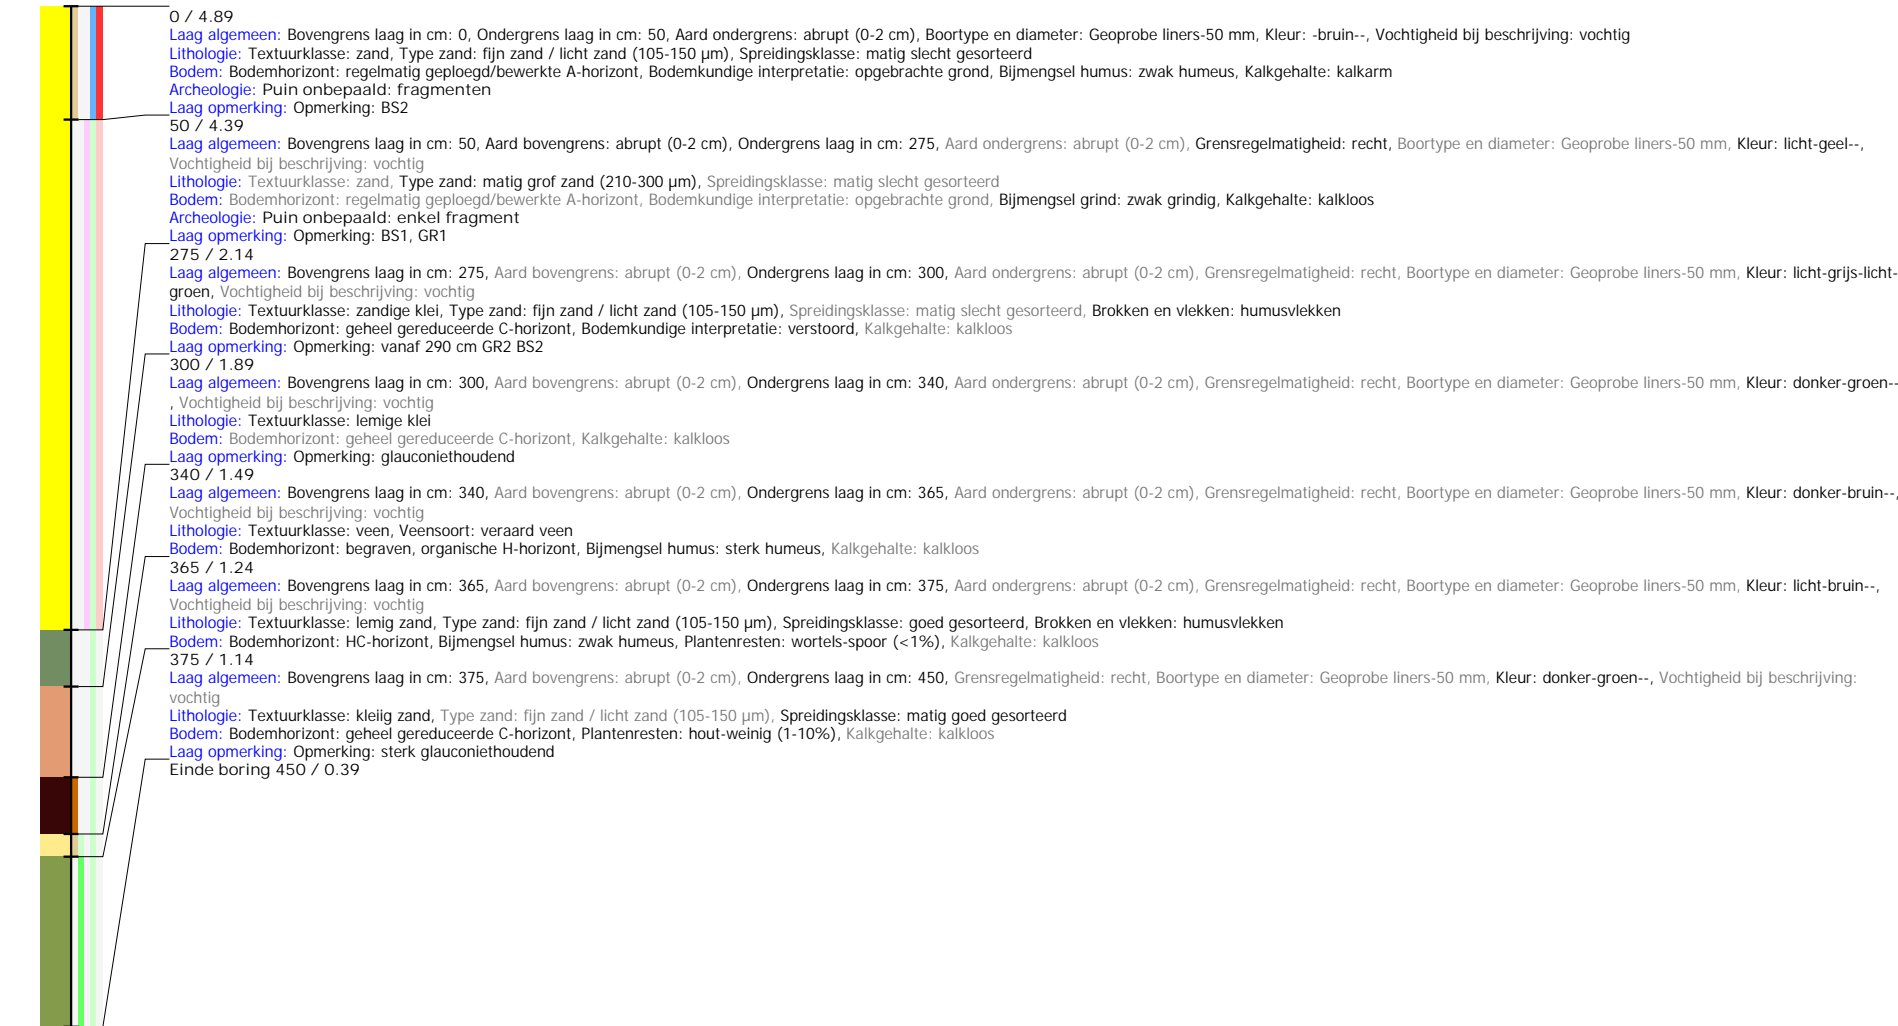 0 / 4.89
Laag algemeen: Bovengrens laag in cm: 0, Ondergrens laag in cm: 50, Aard ondergrens: abrupt (0-2 cm), Boortype en diameter: Geoprobe liners-50 mm, Kleur: -bruin--, Vochtigheid bij beschrijving: vochtig
Lithologie: Textuurklasse: zand, Type zand: fijn zand / licht zand (105-150 µm), Spreidingsklasse: matig slecht gesorteerd
Bodem: Bodemhorizont: regelmatig geploegd/bewerkte A-horizont, Bodemkundige interpretatie: opgebrachte grond, Bijmengsel humus: zwak humeus, Kalkgehalte: kalkarm
Archeologie: Puin onbepaald: fragmenten
Laag opmerking: Opmerking: BS2
50 / 4.39
Laag algemeen: Bovengrens laag in cm: 50, Aard bovengrens: abrupt (0-2 cm), Ondergrens laag in cm: 275, Aard ondergrens: abrupt (0-2 cm), Grensregelmatigheid: recht, Boortype en diameter: Geoprobe liners-50 mm, Kleur: licht-geel--,
Vochtigheid bij beschrijving: vochtig
Lithologie: Textuurklasse: zand, Type zand: matig grof zand (210-300 µm), Spreidingsklasse: matig slecht gesorteerd
Bodem: Bodemhorizont: regelmatig geploegd/bewerkte A-horizont, Bodemkundige interpretatie: opgebrachte grond, Bijmengsel grind: zwak grindig, Kalkgehalte: kalkloos
Archeologie: Puin onbepaald: enkel fragment
Laag opmerking: Opmerking: BS1, GR1
275 / 2.14
Laag algemeen: Bovengrens laag in cm: 275, Aard bovengrens: abrupt (0-2 cm), Ondergrens laag in cm: 300, Aard ondergrens: abrupt (0-2 cm), Grensregelmatigheid: recht, Boortype en diameter: Geoprobe liners-50 mm, Kleur: licht-grijs-licht-
groen, Vochtigheid bij beschrijving: vochtig
Lithologie: Textuurklasse: zandige klei, Type zand: fijn zand / licht zand (105-150 µm), Spreidingsklasse: matig slecht gesorteerd, Brokken en vlekken: humusvlekken
Bodem: Bodemhorizont: geheel gereduceerde C-horizont, Bodemkundige interpretatie: verstoord, Kalkgehalte: kalkloos
Laag opmerking: Opmerking: vanaf 290 cm GR2 BS2
300 / 1.89
Laag algemeen: Bovengrens laag in cm: 300, Aard bovengrens: abrupt (0-2 cm), Ondergrens laag in cm: 340, Aard ondergrens: abrupt (0-2 cm), Grensregelmatigheid: recht, Boortype en diameter: Geoprobe liners-50 mm, Kleur: donker-groen--
, Vochtigheid bij beschrijving: vochtig
Lithologie: Textuurklasse: lemige klei
Bodem: Bodemhorizont: geheel gereduceerde C-horizont, Kalkgehalte: kalkloos
Laag opmerking: Opmerking: glauconiethoudend
340 / 1.49
Laag algemeen: Bovengrens laag in cm: 340, Aard bovengrens: abrupt (0-2 cm), Ondergrens laag in cm: 365, Aard ondergrens: abrupt (0-2 cm), Grensregelmatigheid: recht, Boortype en diameter: Geoprobe liners-50 mm, Kleur: donker-bruin--,
Vochtigheid bij beschrijving: vochtig
Lithologie: Textuurklasse: veen, Veensoort: veraard veen
Bodem: Bodemhorizont: begraven, organische H-horizont, Bijmengsel humus: sterk humeus, Kalkgehalte: kalkloos
365 / 1.24
Laag algemeen: Bovengrens laag in cm: 365, Aard bovengrens: abrupt (0-2 cm), Ondergrens laag in cm: 375, Aard ondergrens: abrupt (0-2 cm), Grensregelmatigheid: recht, Boortype en diameter: Geoprobe liners-50 mm, Kleur: licht-bruin--,
Vochtigheid bij beschrijving: vochtig
Lithologie: Textuurklasse: lemig zand, Type zand: fijn zand / licht zand (105-150 µm), Spreidingsklasse: goed gesorteerd, Brokken en vlekken: humusvlekken
Bodem: Bodemhorizont: HC-horizont, Bijmengsel humus: zwak humeus, Plantenresten: wortels-spoor (<1%), Kalkgehalte: kalkloos
375 / 1.14
Laag algemeen: Bovengrens laag in cm: 375, Aard bovengrens: abrupt (0-2 cm), Ondergrens laag in cm: 450, Grensregelmatigheid: recht, Boortype en diameter: Geoprobe liners-50 mm, Kleur: donker-groen--, Vochtigheid bij beschrijving:
vochtig
Lithologie: Textuurklasse: kleiig zand, Type zand: fijn zand / licht zand (105-150 µm), Spreidingsklasse: matig goed gesorteerd
Bodem: Bodemhorizont: geheel gereduceerde C-horizont, Plantenresten: hout-weinig (1-10%), Kalkgehalte: kalkloos
Laag opmerking: Opmerking: sterk glauconiethoudend
Einde boring 450 / 0.39